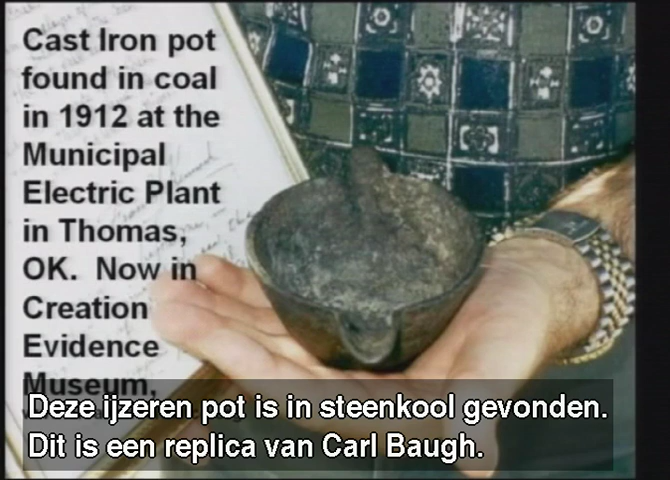 Cast Iron pot
found in coal
in 1912 at the
Municipal
Electric Plant
in Thomas,
OK. Now in
Creation
Evidence
Museum.
Deze ijzeren pot is in steenkool gevonden.
Dit is een replica van Carl Baugh.